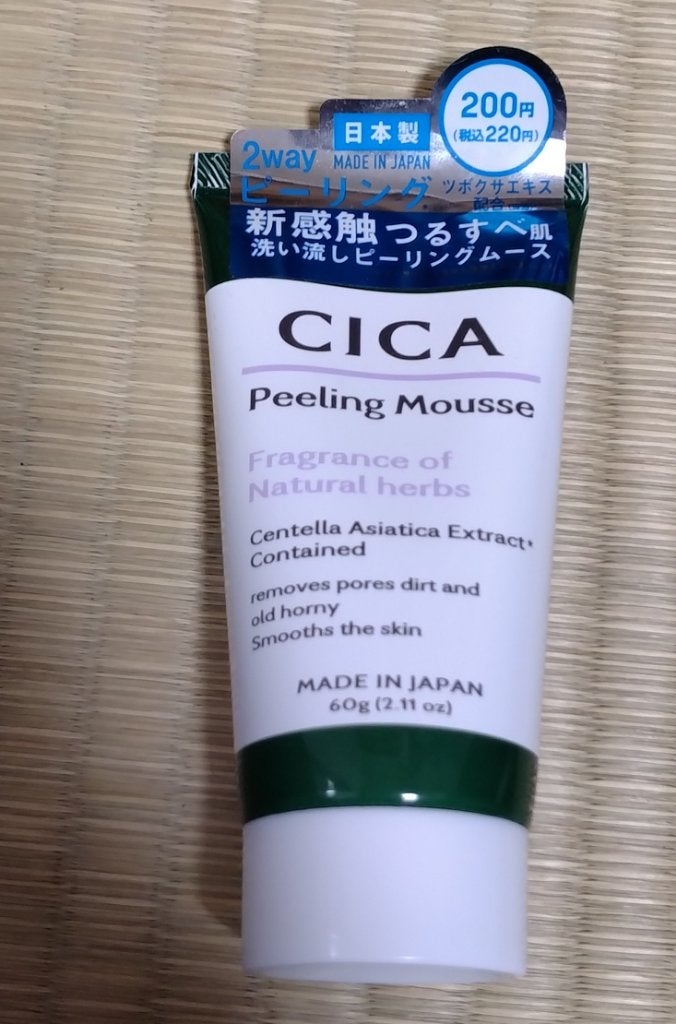 200円
(税込220円)
日本製
MADE IN JAPAN
2way
ピーリング
ツボクサエキス
配合
新感触つるすべ肌
洗い流しピーリングムース
CICA
Peeling Mousse
Fragrance of
Natural herbs
Centella Asiatica Extract*
Contained
removes pores dirt and
old horny
Smooths the skin
MADE IN JAPAN
60g (2.11 oz)